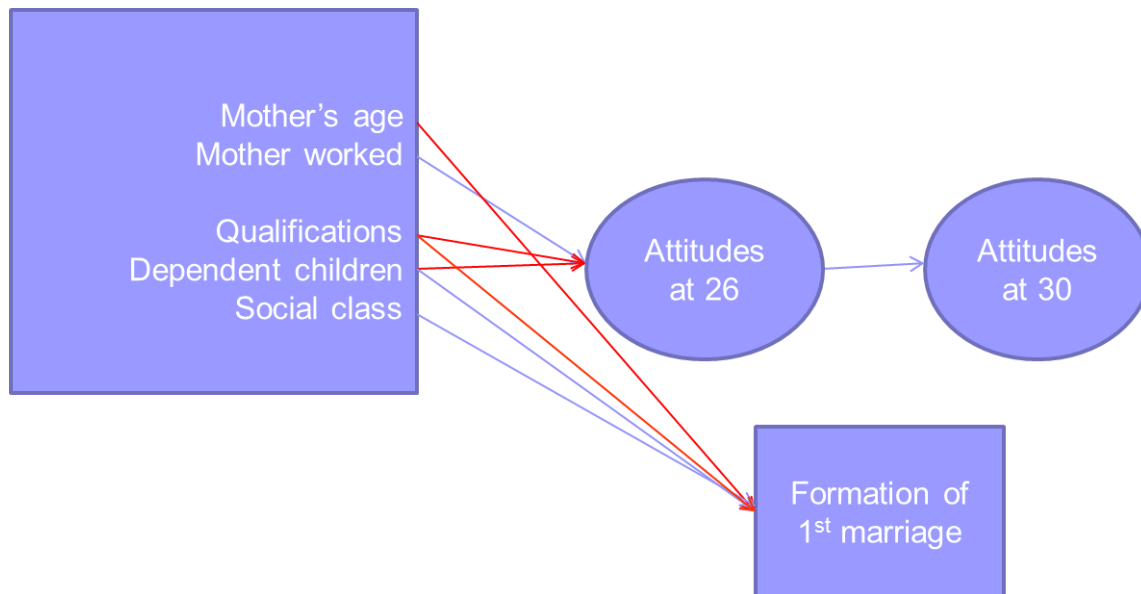 Mother’s age
Mother worked
Qualifications
Dependent children
Social class
Attitudes
at 26
Attitudes
at 30
Formation of
1st marriage